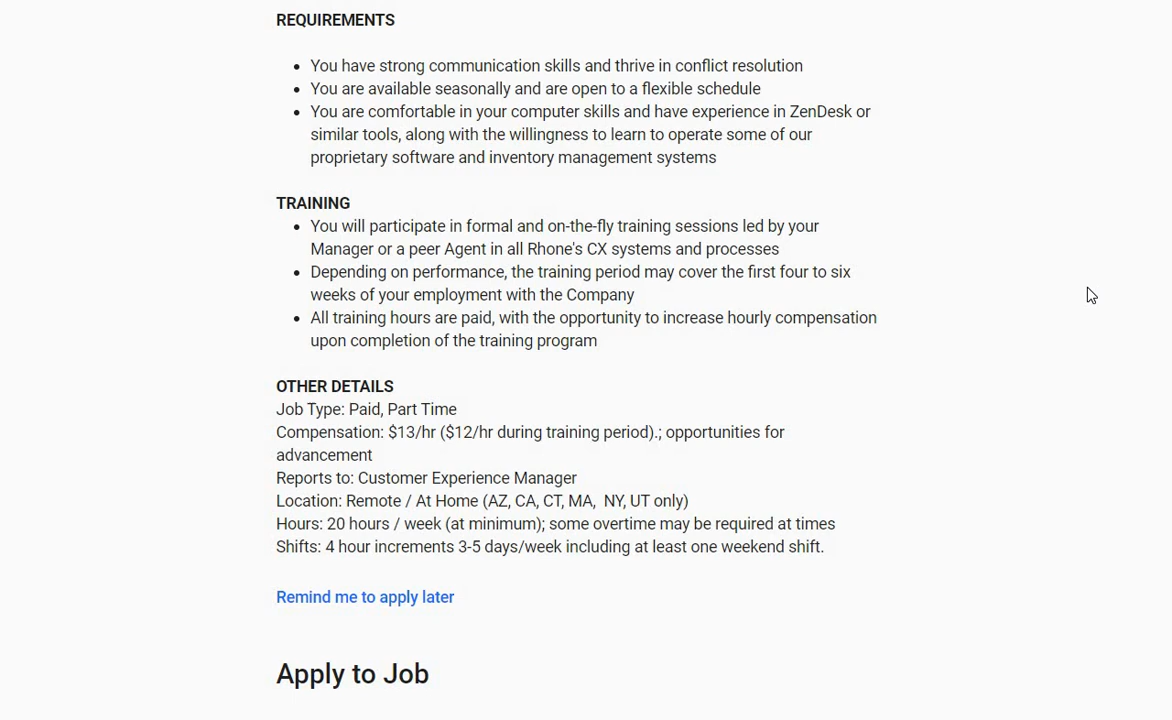 REQUIREMENTS
• You have strong communication skills and thrive in conflict resolution
• You are available seasonally and are open to a flexible schedule
• You are comfortable in your computer skills and have experience in ZenDesk or
similar tools, along with the willingness to learn to operate some of our
proprietary software and inventory management systems
TRAINING
• You will participate in formal and on-the-fly training sessions led by your
Manager or a peer Agent in all Rhone's CX systems and processes
• Depending on performance, the training period may cover the first four to six
weeks of your employment with the Company
• All training hours are paid, with the opportunity to increase hourly compensation
upon completion of the training program
OTHER DETAILS
Job Type: Paid, Part Time
Compensation: $13/hr ($12/hr during training period).; opportunities for
advancement
Reports to: Customer Experience Manager
Location: Remote / At Home (AZ, CA, CT, MA,  NY, UT only)
Hours: 20 hours / week (at minimum); some overtime may be required at times
Shifts: 4 hour increments 3-5 days/week including at least one weekend shift.
Remind me to apply later
Apply to Job